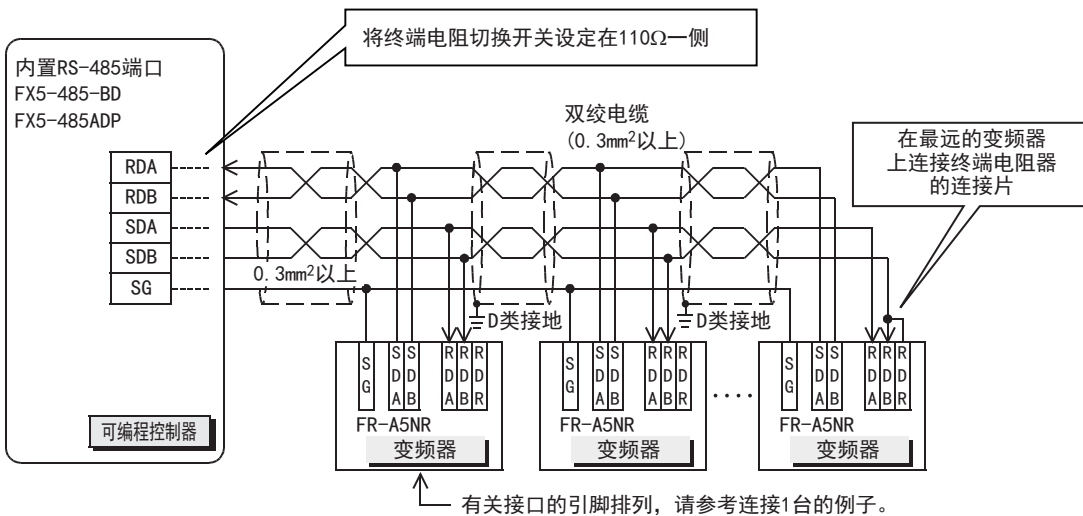 将终端电阻切换开关设定在110Ω一侧
内置RS-485端口
FX5-485-BD
FX5-485ADP
双绞电缆
(0.3mm²以上)
在最远的变频器
上连接终端电阻器
的连接片
RDA
RDB
SDA
SDB
SG
0.3mm²以上
D类接地
D类接地
SG
SDA
SDB
RDA
RDB
RDR
SG
SDA
SDB
RDA
RDB
RDR
....
SG
SDA
SDB
RDA
RDB
RDR
FR-A5NR
FR-A5NR
FR-A5NR
可编程控制器
变频器
变频器
变频器
有关接口的引脚排列，请参考连接1台的例子。